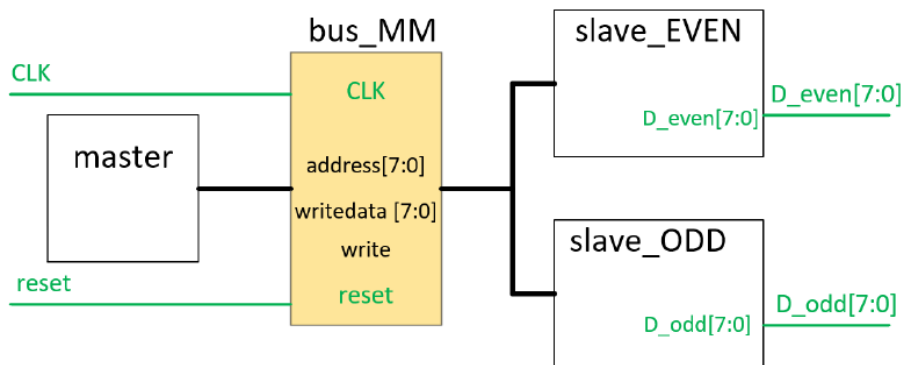 bus_MM
slave_EVEN
CLK
CLK
D_even[7:0]
D_even[7:0]
master
address[7:0]
writedata [7:0]
write
slave_ODD
reset
reset
D_odd[7:0]
D_odd[7:0]